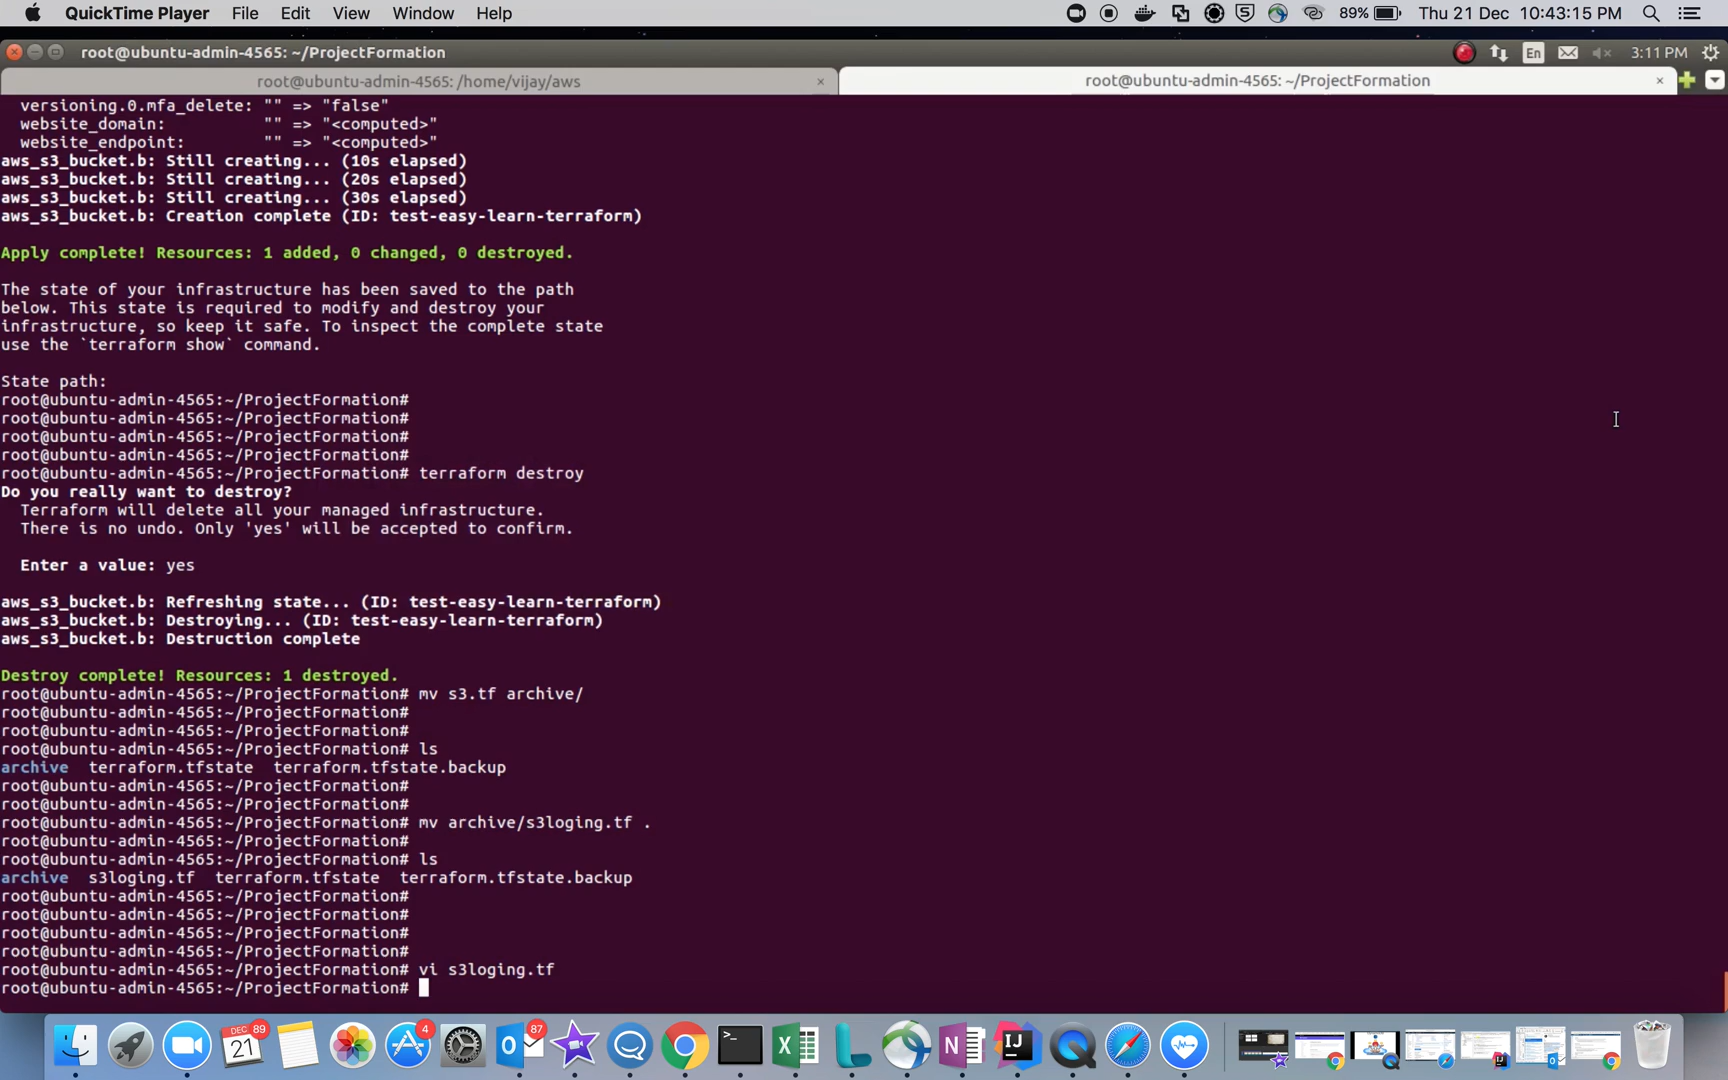 QuickTime Player File Edit View Window Help 89% Thu 21 Dec 10:43:15 PM
root@ubuntu-admin-4565: ~/ProjectFormation En 3:11 PM
root@ubuntu-admin-4565: /home/vijay/aws × root@ubuntu-admin-4565: ~/ProjectFormation ×
versioning.0.mfa_delete: "" => "false"
website_domain: "" => "<computed>"
website_endpoint: "" => "<computed>"
aws_s3_bucket.b: Still creating... (10s elapsed)
aws_s3_bucket.b: Still creating... (20s elapsed)
aws_s3_bucket.b: Still creating... (30s elapsed)
aws_s3_bucket.b: Creation complete (ID: test-easy-learn-terraform)
Apply complete! Resources: 1 added, 0 changed, 0 destroyed.
The state of your infrastructure has been saved to the path
below. This state is required to modify and destroy your
infrastructure, so keep it safe. To inspect the complete state
use the `terraform show` command.
State path:
root@ubuntu-admin-4565:~/ProjectFormation#
root@ubuntu-admin-4565:~/ProjectFormation#
root@ubuntu-admin-4565:~/ProjectFormation#
root@ubuntu-admin-4565:~/ProjectFormation#
root@ubuntu-admin-4565:~/ProjectFormation# terraform destroy
Do you really want to destroy?
Terraform will delete all your managed infrastructure.
There is no undo. Only 'yes' will be accepted to confirm.
Enter a value: yes
aws_s3_bucket.b: Refreshing state... (ID: test-easy-learn-terraform)
aws_s3_bucket.b: Destroying... (ID: test-easy-learn-terraform)
aws_s3_bucket.b: Destruction complete
Destroy complete! Resources: 1 destroyed.
root@ubuntu-admin-4565:~/ProjectFormation# mv s3.tf archive/
root@ubuntu-admin-4565:~/ProjectFormation#
root@ubuntu-admin-4565:~/ProjectFormation#
root@ubuntu-admin-4565:~/ProjectFormation# ls
archive terraform.tfstate terraform.tfstate.backup
root@ubuntu-admin-4565:~/ProjectFormation#
root@ubuntu-admin-4565:~/ProjectFormation#
root@ubuntu-admin-4565:~/ProjectFormation# mv archive/s3loging.tf .
root@ubuntu-admin-4565:~/ProjectFormation#
root@ubuntu-admin-4565:~/ProjectFormation# ls
archive s3loging.tf terraform.tfstate terraform.tfstate.backup
root@ubuntu-admin-4565:~/ProjectFormation#
root@ubuntu-admin-4565:~/ProjectFormation#
root@ubuntu-admin-4565:~/ProjectFormation#
root@ubuntu-admin-4565:~/ProjectFormation#
root@ubuntu-admin-4565:~/ProjectFormation# vi s3loging.tf
root@ubuntu-admin-4565:~/ProjectFormation#
DEC 89 4 87
21